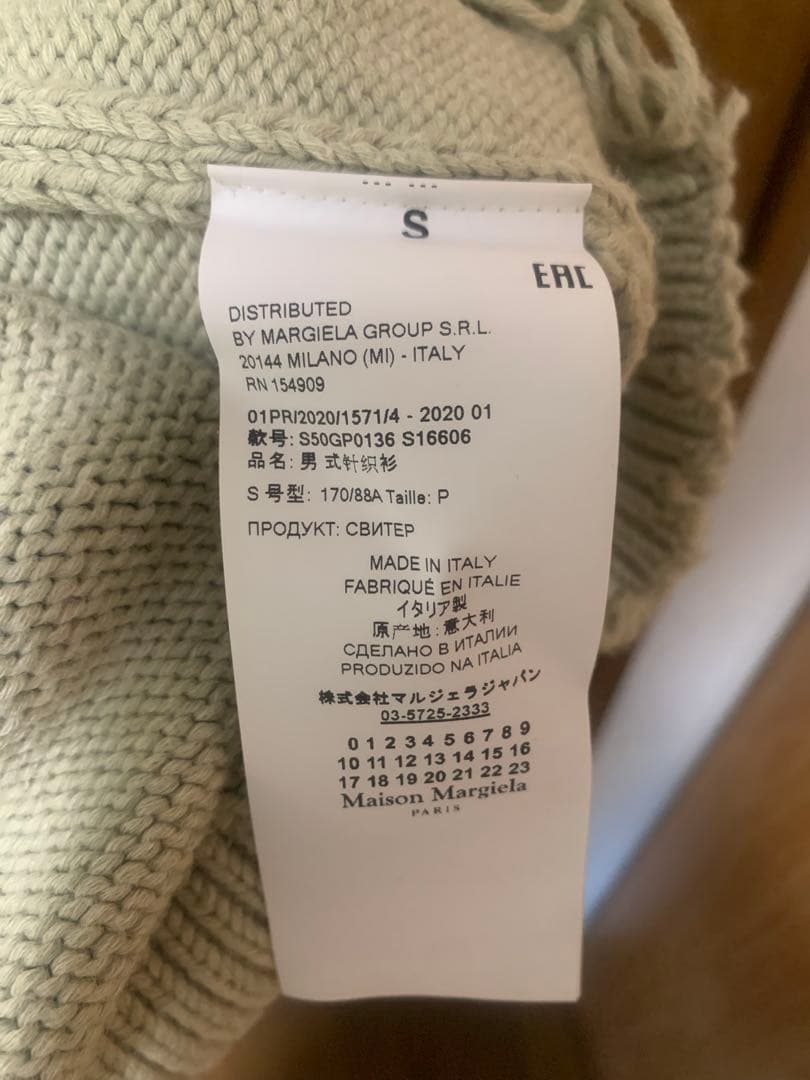 S
EAC
DISTRIBUTED
BY MARGIELA GROUP S.R.L.
20144 MILANO (MI) - ITALY
RN 154909
01PR/2020/1571/4 - 2020 01
款号: S50GP0136 S16606
品名: 男式针织衫
S 号型: 170/88A Taille: P
ПРОДУКТ: СВИТЕР
MADE IN ITALY
FABRIQUÉ EN ITALIE
イタリア製
原产地: 意大利
СДЕЛАНО В ИТАЛИИ
PRODUZIDO NA ITALIA
株式会社マルジェラジャパン
03-5725-2333
0 1 2 3 4 5 6 7 8 9
10 11 12 13 14 15 16
17 18 19 20 21 22 23
Maison Margiela
PARIS